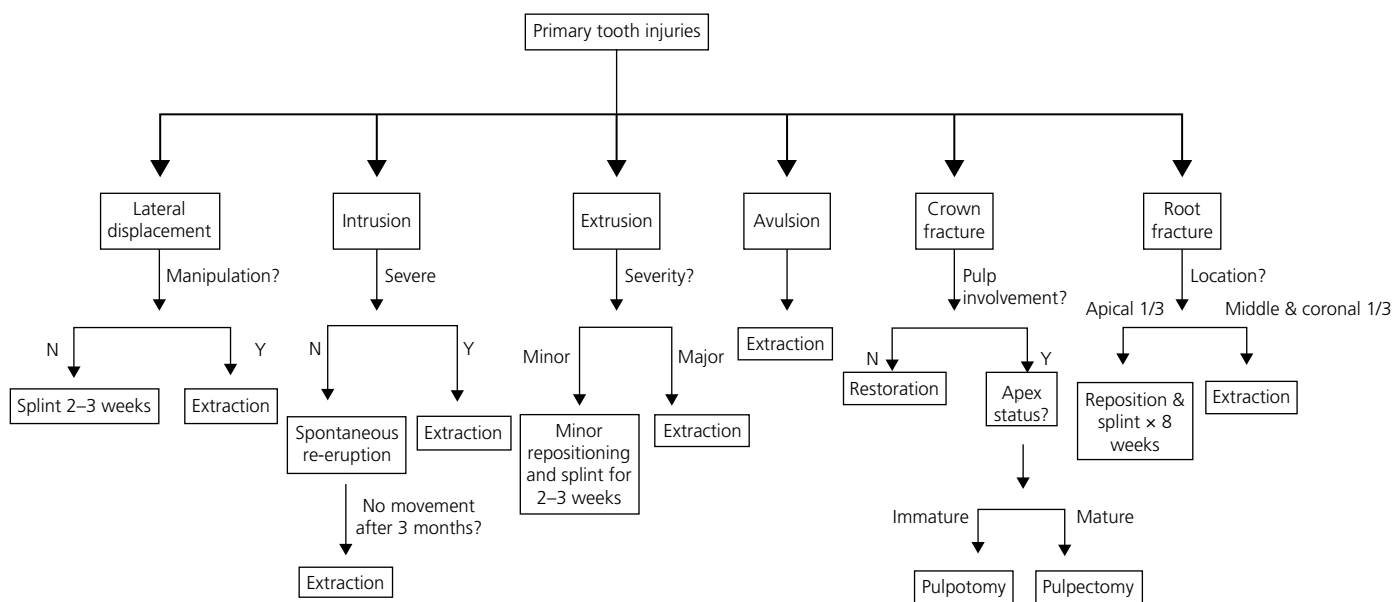 Primary tooth injuries
Lateral
displacement
Intrusion
Extrusion
Avulsion
Crown
fracture
Root
fracture
Manipulation?
Severe
Severity?
Pulp
involvement?
Location?
Apical 1/3
Middle & coronal 1/3
N
Y
N
Y
Minor
Major
Extraction
N
Y
Splint 2–3 weeks
Extraction
Spontaneous
re-eruption
Extraction
Minor
repositioning
and splint for
2–3 weeks
Extraction
Restoration
Apex
status?
Reposition &
splint × 8
weeks
Extraction
No movement
after 3 months?
Extraction
Immature
Mature
Pulpotomy
Pulpectomy